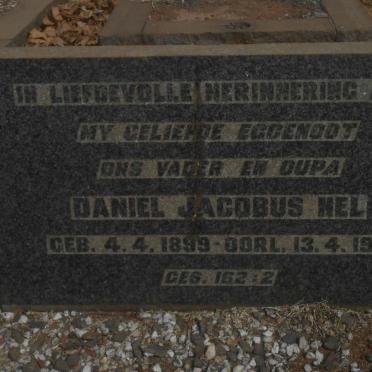 IN LIEFDEVOLLE HERINNERING
MY GELIEFDE EGGENOOT
ONS VADER EN OUPA
DANIEL JACOBUS NEL
GEB. 4.4.1899 - OORL. 13.4.19
GES. 162:2